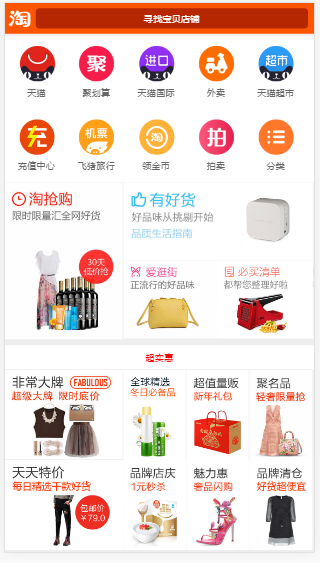 淘
寻找宝贝店铺
聚
进口
超市
天猫
聚划算
天猫国际
外卖
天猫超市
充
机票
淘
拍
充值中心
飞猪旅行
领金币
拍卖
分类
淘抢购
限时限量汇全网好货
30天
低价抢
有好货
好品味从挑剔开始
品质生活指南
爱逛街
正流行的好品味
必买清单
都帮您整理好啦
超实惠
非常大牌 FABULOUS
超级大牌 限时底价
全球精选
冬日必备品
超值量贩
新年礼包
聚名品
轻奢限量抢
天天特价
每日精选千款好货
包邮价
￥79.0
品牌店庆
1元秒杀
魅力惠
奢品闪购
品牌清仓
好货超便宜